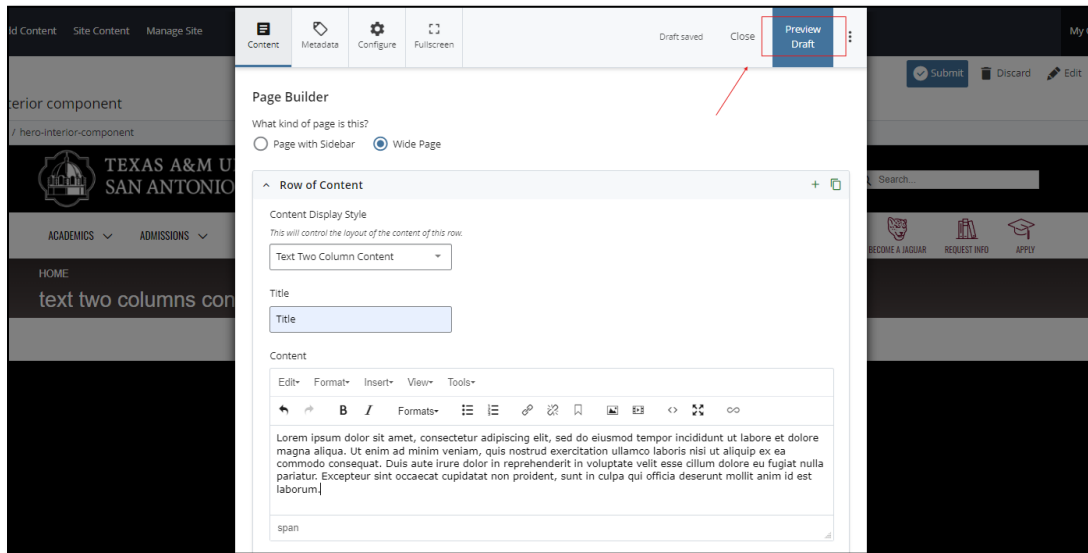 ld Content Site Content Manage Site
Content Metadata Configure Fullscreen
Draft saved Close Preview Draft
My
Submit Discard Edit
erior component
/ hero-interior-component
Page Builder
What kind of page is this?
Page with Sidebar Wide Page
TEXAS A&M U
SAN ANTONIO
Search...
Row of Content
Content Display Style
This will control the layout of the content of this row.
Text Two Column Content
ACADEMICS ADMISSIONS
BECOME A JAGUAR REQUEST INFO APPLY
HOME
text two columns con
Title
Title
Content
Edit Format Insert View Tools
B I Formats
Lorem ipsum dolor sit amet, consectetur adipiscing elit, sed do eiusmod tempor incididunt ut labore et dolore
magna aliqua. Ut enim ad minim veniam, quis nostrud exercitation ullamco laboris nisi ut aliquip ex ea
commodo consequat. Duis aute irure dolor in reprehenderit in voluptate velit esse cillum dolore eu fugiat nulla
pariatur. Excepteur sint occaecat cupidatat non proident, sunt in culpa qui officia deserunt mollit anim id est
laborum.
span